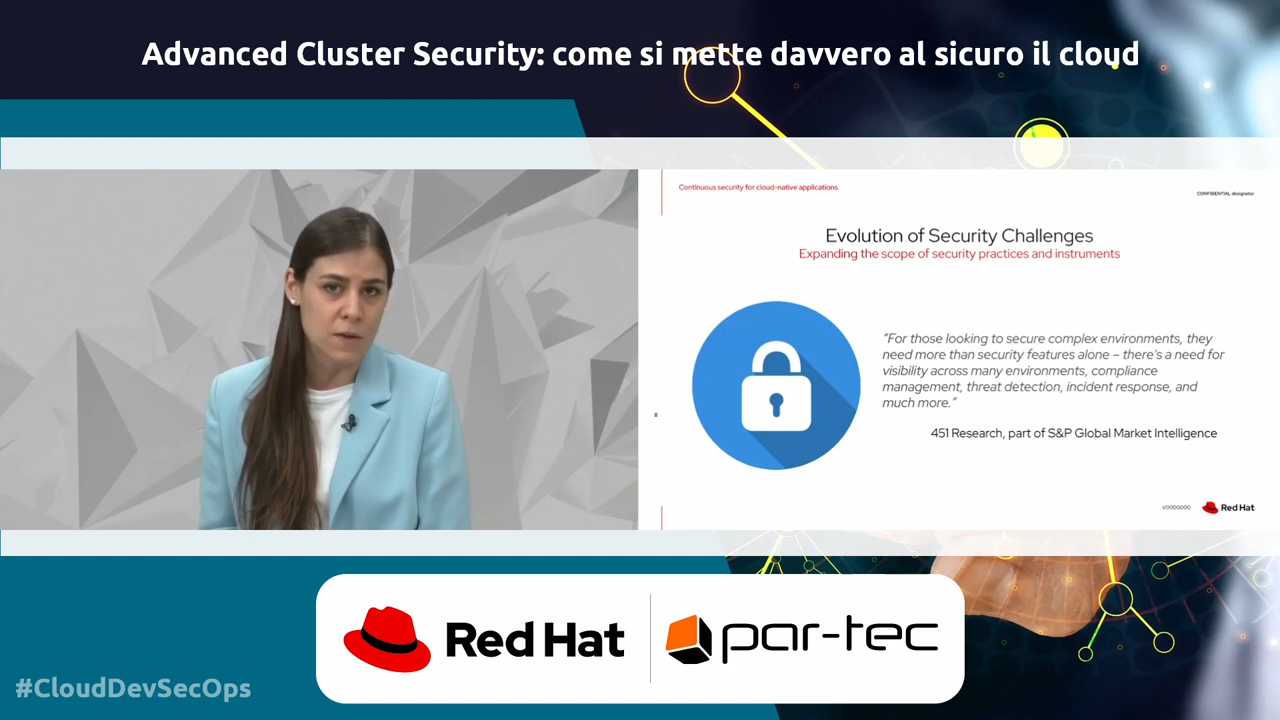 Advanced Cluster Security: come si mette davvero al sicuro il cloud
Continuous security for cloud-native applications
CONFIDENTIAL designator
Evolution of Security Challenges
Expanding the scope of security practices and instruments
“For those looking to secure complex environments, they
need more than security features alone – there's a need for
visibility across many environments, compliance
management, threat detection, incident response, and
much more.”
451 Research, part of S&P Global Market Intelligence
V0000000
Red Hat
Red Hat
par-tec
#CloudDevSecOps